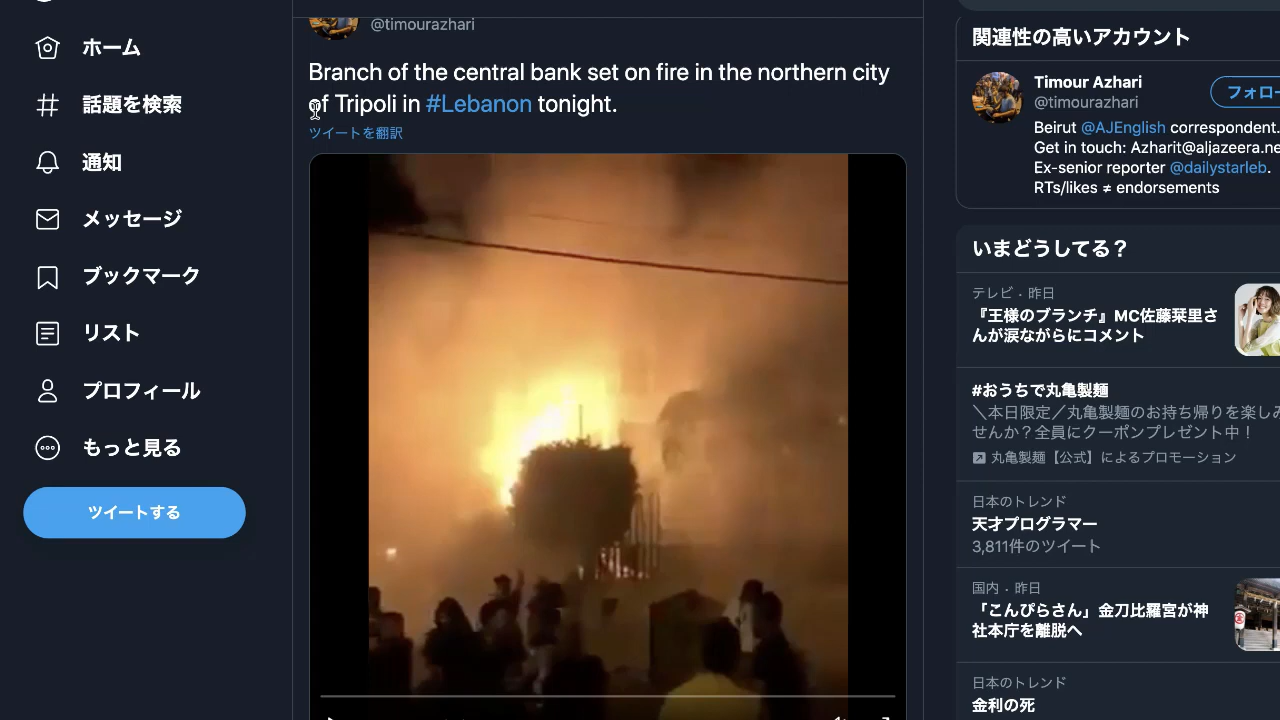 ホーム
話題を検索
通知
メッセージ
ブックマーク
リスト
プロフィール
もっと見る
ツイートする
@timourazhari
Branch of the central bank set on fire in the northern city
of Tripoli in #Lebanon tonight.
ツイートを翻訳
関連性の高いアカウント
Timour Azhari
@timourazhari
フォロー
Beirut @AJEnglish correspondent.
Get in touch: Azharit@aljazeera.ne
Ex-senior reporter @dailystarleb.
RTs/likes ≠ endorsements
いまどうしてる？
テレビ · 昨日
『王様のブランチ』MC佐藤栞里さ
んが涙ながらにコメント
#おうちで丸亀製麺
＼本日限定／丸亀製麺のお持ち帰りを楽しみ
せんか？全員にクーポンプレゼント中！
丸亀製麺【公式】によるプロモーション
日本のトレンド
天才プログラマー
3,811件のツイート
国内 · 昨日
「こんぴらさん」金刀比羅宮が神
社本庁を離脱へ
日本のトレンド
金利の死